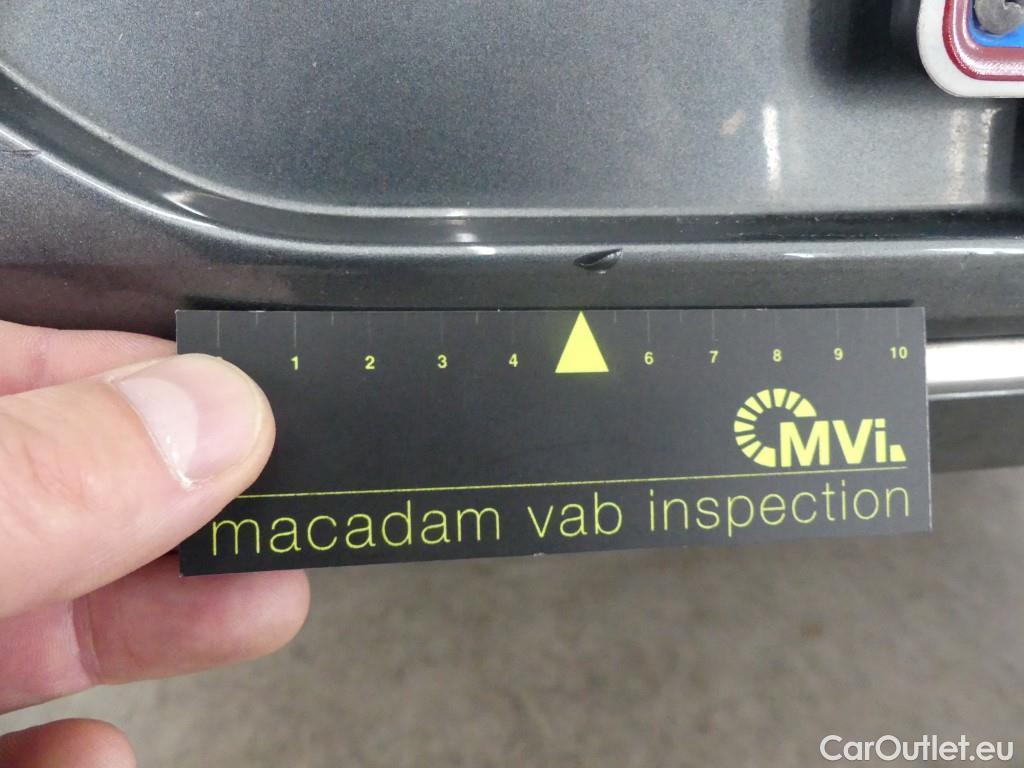 1 2 3 4 6 7 8 9 10
MVi.
macadam vab inspection
CarOutlet.eu